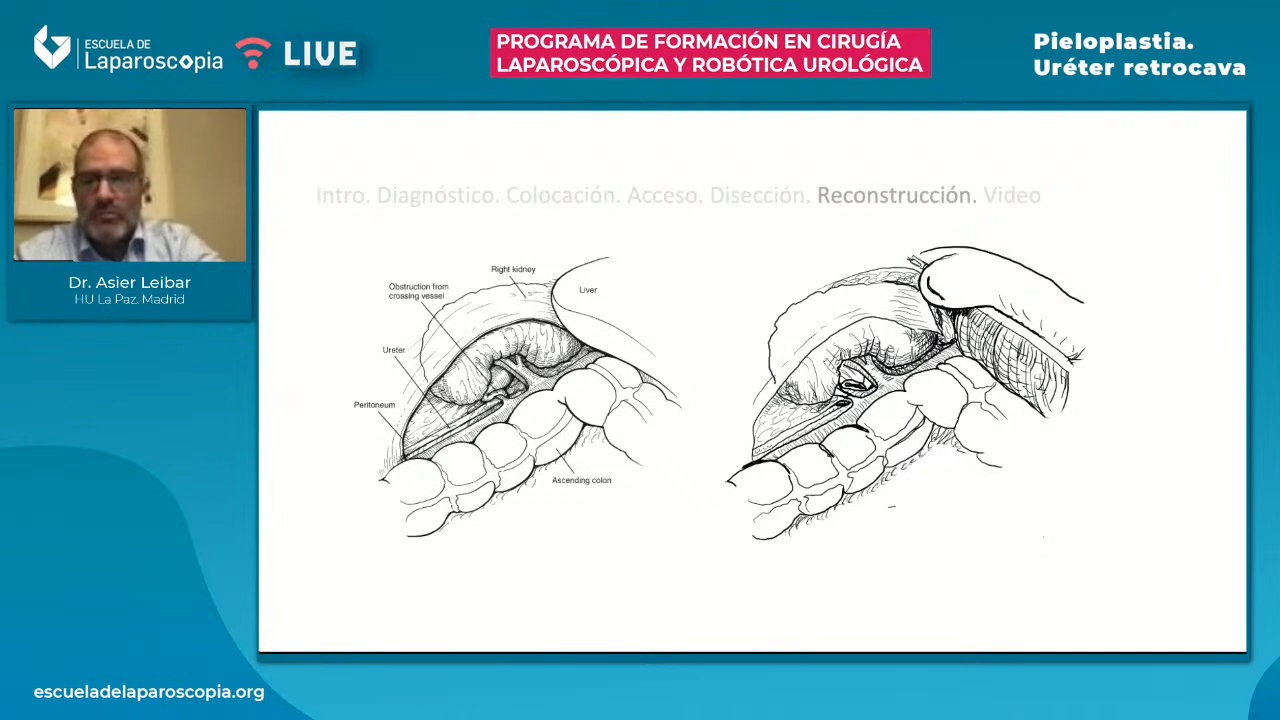 ESCUELA DE
Laparoscopia
LIVE
PROGRAMA DE FORMACIÓN EN CIRUGÍA
LAPAROSCÓPICA Y ROBÓTICA UROLÓGICA
Pieloplastia.
Uréter retrocava
Dr. Asier Leibar
HU La Paz. Madrid
Intro. Diagnóstico. Colocación. Acceso. Disección. Reconstrucción. Video
Right kidney
Obstruction from
crossing vessel
Liver
Ureter
Peritoneum
Ascending colon
escueladelaparoscopia.org